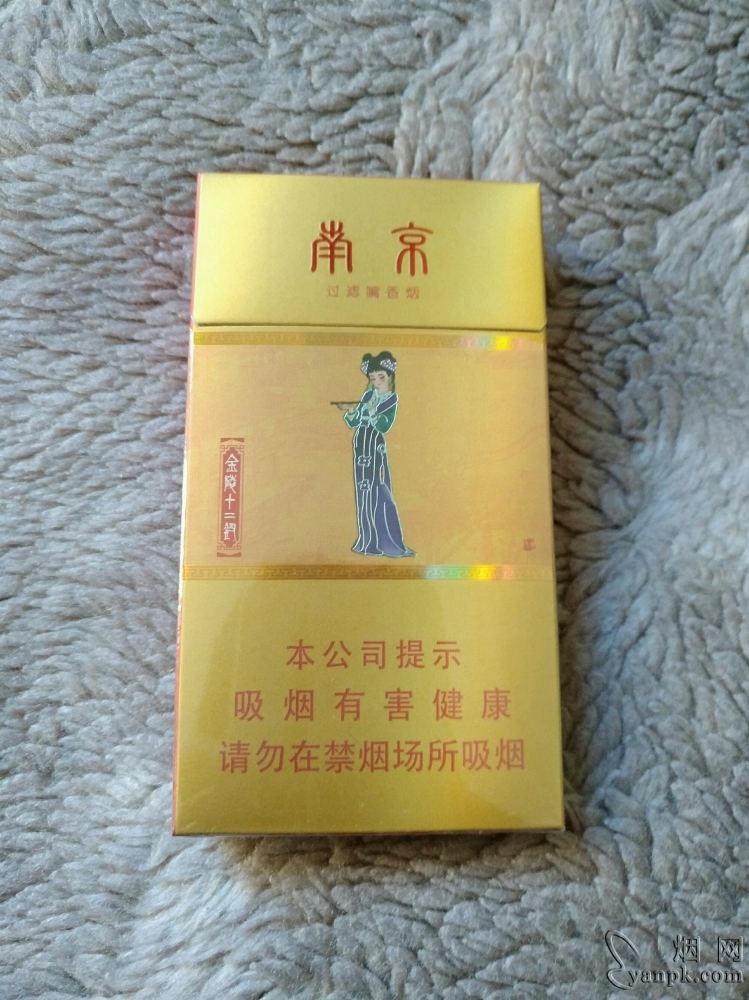 南京
过滤嘴香烟
金陵十二钗
本公司提示
吸烟有害健康
请勿在禁烟场所吸烟
烟网
yanpk.com